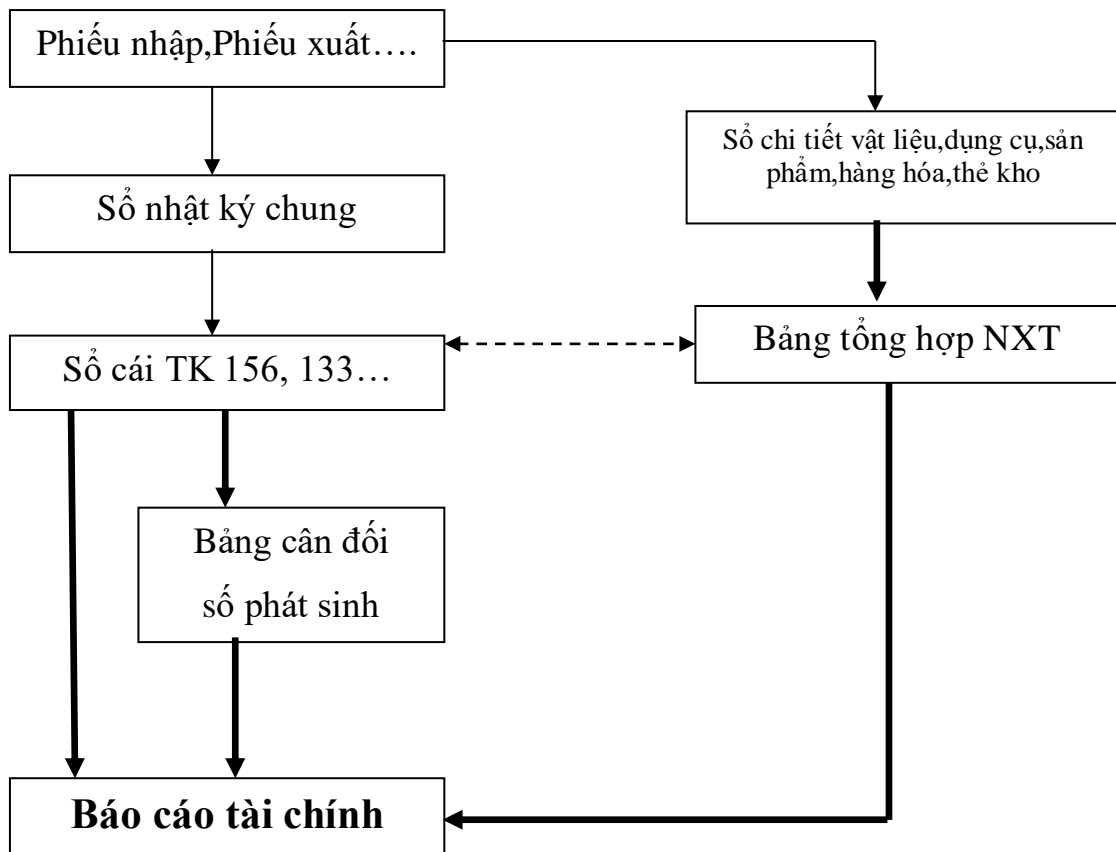 Phiếu nhập,Phiếu xuất….
Sổ chi tiết vật liệu,dụng cụ,sản
phẩm,hàng hóa,thẻ kho
Sổ nhật ký chung
Sổ cái TK 156, 133…
Bảng tổng hợp NXT
Bảng cân đối
số phát sinh
Báo cáo tài chính